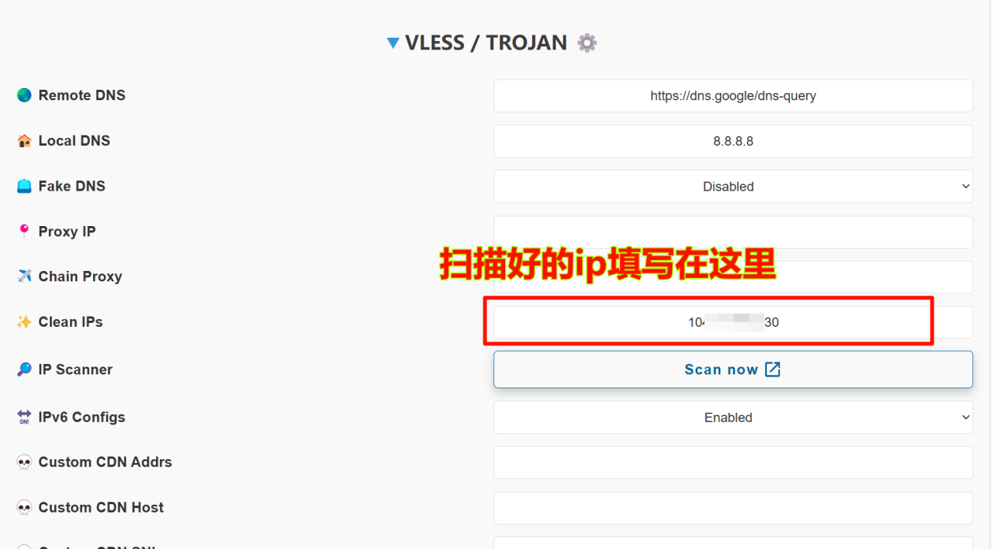 VLESS / TROJAN
Remote DNS
https://dns.google/dns-query
Local DNS
8.8.8.8
Fake DNS
Disabled
Proxy IP
扫描好的ip填写在这里
Chain Proxy
Clean IPs
10 30
IP Scanner
Scan now
ON!
IPv6 Configs
Enabled
Custom CDN Addrs
Custom CDN Host